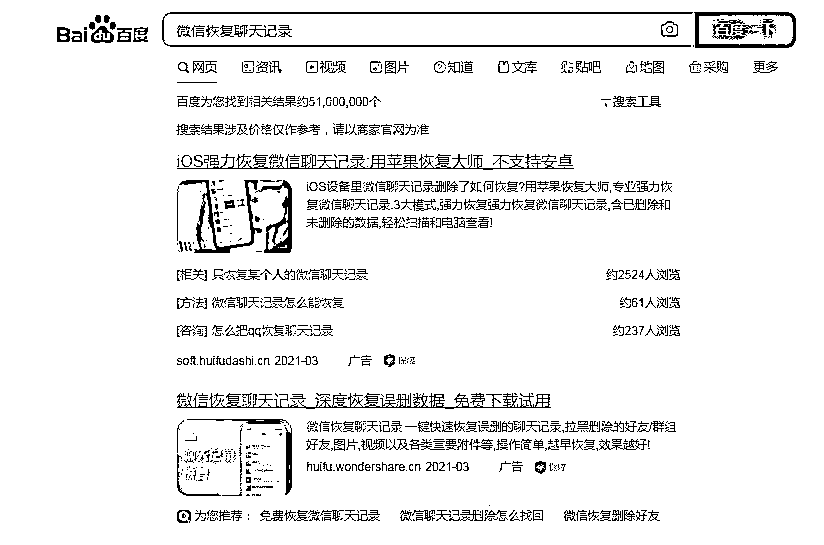 Bai du 百度 微信恢复聊天记录 百度一下
网页 资讯 视频 图片 知道 文库 贴吧 地图 采购 更多
百度为您找到相关结果约51,600,000个 搜索工具
搜索结果涉及价格仅作参考，请以商家官网为准
iOS强力恢复微信聊天记录:用苹果恢复大师_不支持安卓
iOS设备里微信聊天记录删除了如何恢复?用苹果恢复大师,专业强力恢
复微信聊天记录.3大模式,强力恢复强力恢复微信聊天记录,含已删除和
未删除的数据,轻松扫描和电脑查看!
[相关] 只恢复某个人的微信聊天记录 约2524人浏览
[方法] 微信聊天记录怎么能恢复 约61人浏览
[咨询] 怎么把qq恢复聊天记录 约237人浏览
soft.huifudashi.cn 2021-03 广告 保障
微信恢复聊天记录_深度恢复误删数据_免费下载试用
微信恢复聊天记录 一键快速恢复误删的聊天记录,拉黑删除的好友/群组
好友,图片,视频以及各类重要附件等,操作简单,越早恢复,效果越好!
huifu.wondershare.cn 2021-03 广告 保障
为您推荐： 免费恢复微信聊天记录 微信聊天记录删除怎么找回 微信恢复删除好友